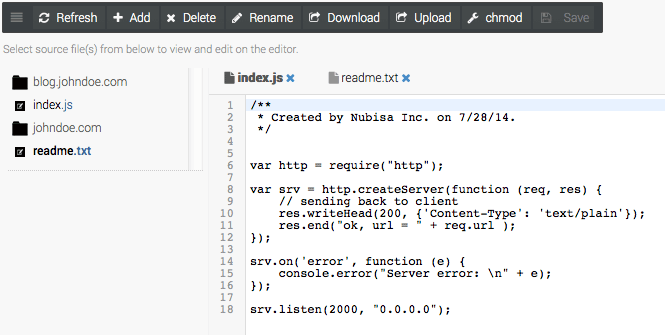 Refresh Add Delete Rename Download Upload chmod Save
Select source file(s) from below to view and edit on the editor.
blog.johndoe.com
index.js
johndoe.com
readme.txt
index.js readme.txt
1 /**
2  * Created by Nubisa Inc. on 7/28/14.
3  */
4
5
6 var http = require("http");
7
8 var srv = http.createServer(function (req, res) {
9     // sending back to client
10     res.writeHead(200, {'Content-Type': 'text/plain'});
11     res.end("ok, url = " + req.url );
12 });
13
14 srv.on('error', function (e) {
15     console.error("Server error: \n" + e);
16 });
17
18 srv.listen(2000, "0.0.0.0");